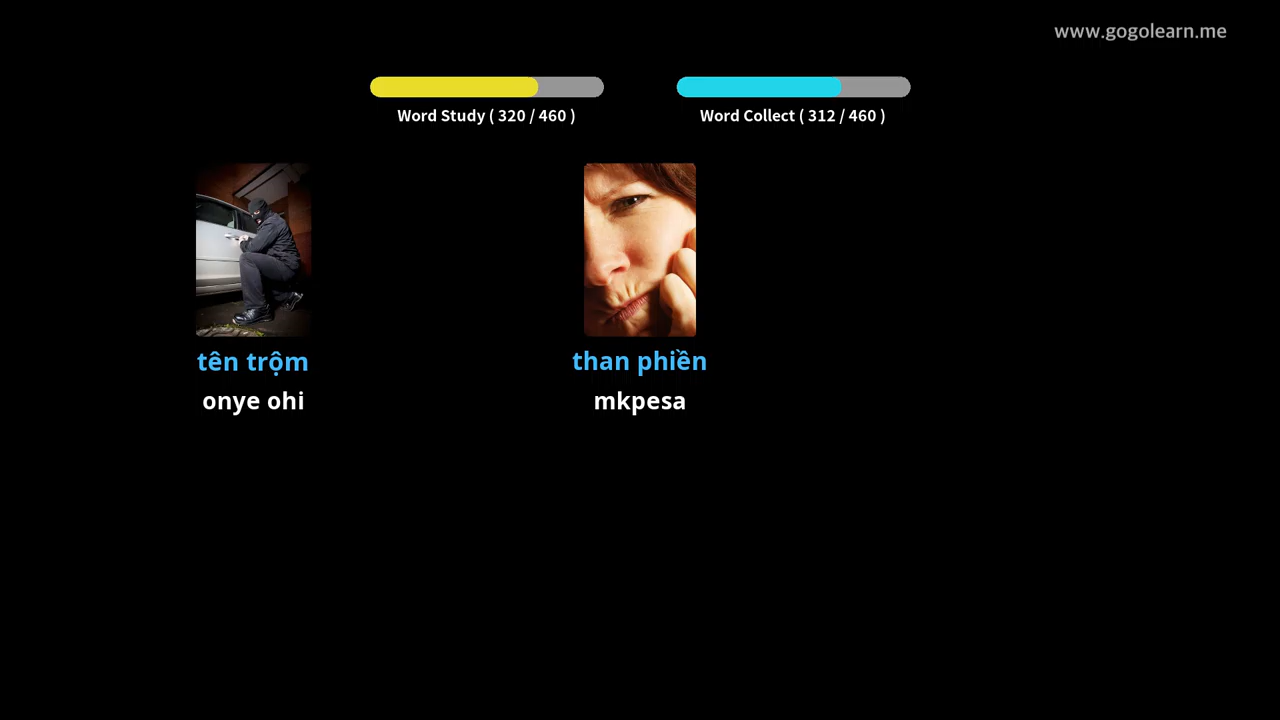 www.gogolearn.me
Word Study ( 320 / 460 )
Word Collect ( 312 / 460 )
tên trộm
onye ohi
than phiền
mkpesa